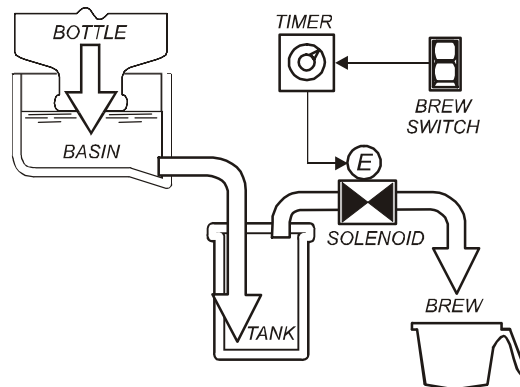 BOTTLE
TIMER
BREW
SWITCH
BASIN
E
SOLENOID
TANK
BREW